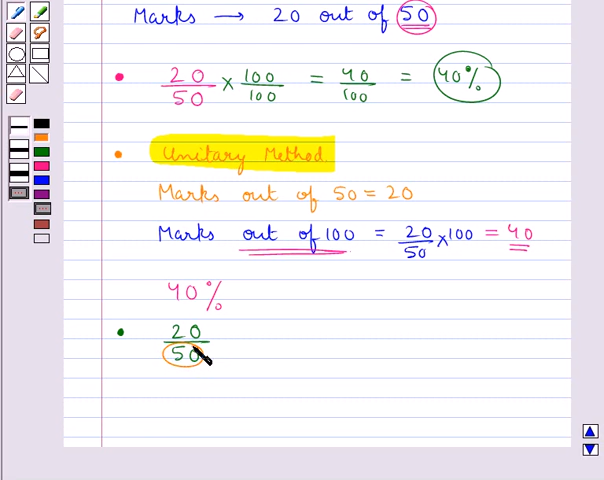 Marks → 20 out of 50
• 20/50 × 100/100 = 40/100 = 40%
• Unitary Method.
Marks out of 50 = 20
Marks out of 100 = 20/50 × 100 = 40
40%
• 20/50